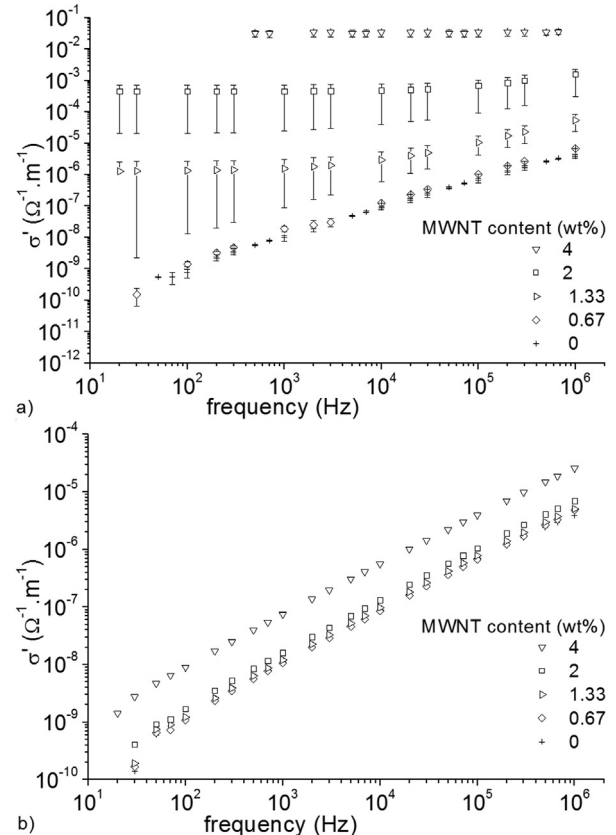 10⁻¹
10⁻²
10⁻³
10⁻⁴
10⁻⁵
10⁻⁶
10⁻⁷
10⁻⁸
10⁻⁹
10⁻¹⁰
10⁻¹¹
10⁻¹²
σ' (Ω⁻¹.m⁻¹)
MWNT content (wt%)
4
2
1.33
0.67
0
10¹ 10² 10³ 10⁴ 10⁵ 10⁶
a)
frequency (Hz)
10⁻⁴
10⁻⁵
10⁻⁶
10⁻⁷
10⁻⁸
10⁻⁹
10⁻¹⁰
σ' (Ω⁻¹.m⁻¹)
MWNT content (wt%)
4
2
1.33
0.67
0
10¹ 10² 10³ 10⁴ 10⁵ 10⁶
b)
frequency (Hz)